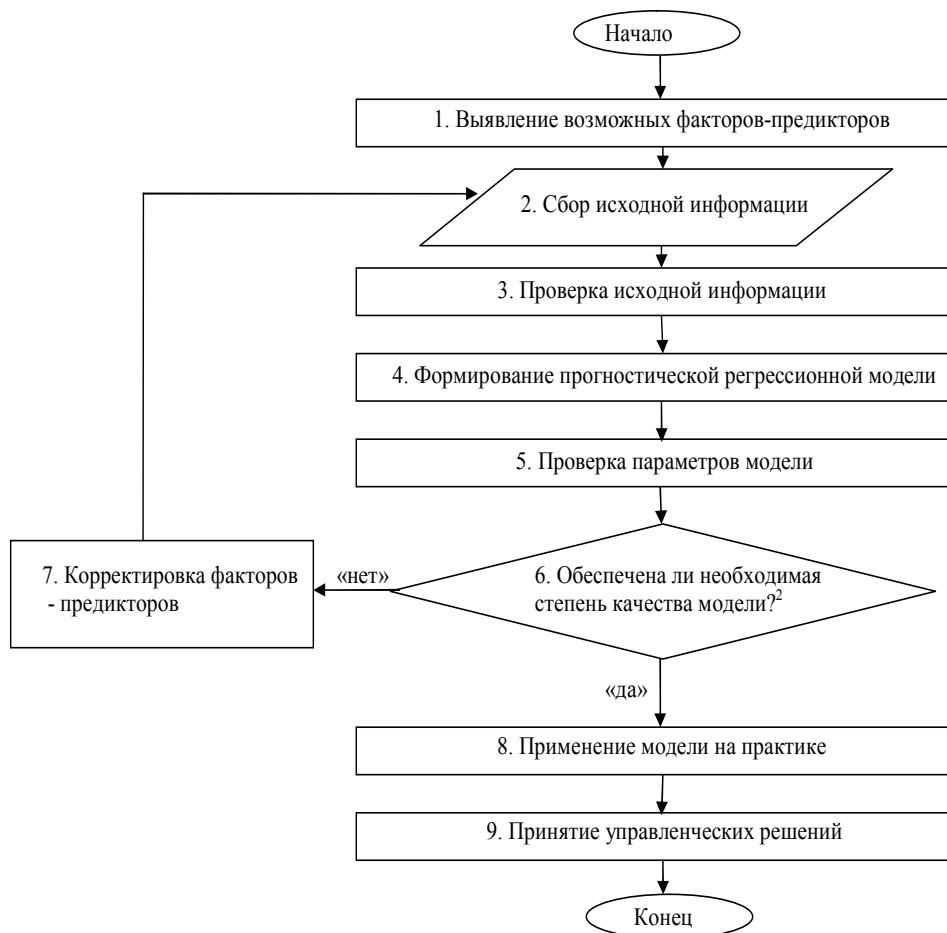 Начало
1. Выявление возможных факторов-предикторов
2. Сбор исходной информации
3. Проверка исходной информации
4. Формирование прогностической регрессионной модели
5. Проверка параметров модели
6. Обеспечена ли необходимая
степень качества модели?²
«нет»
7. Корректировка факторов
- предикторов
«да»
8. Применение модели на практике
9. Принятие управленческих решений
Конец